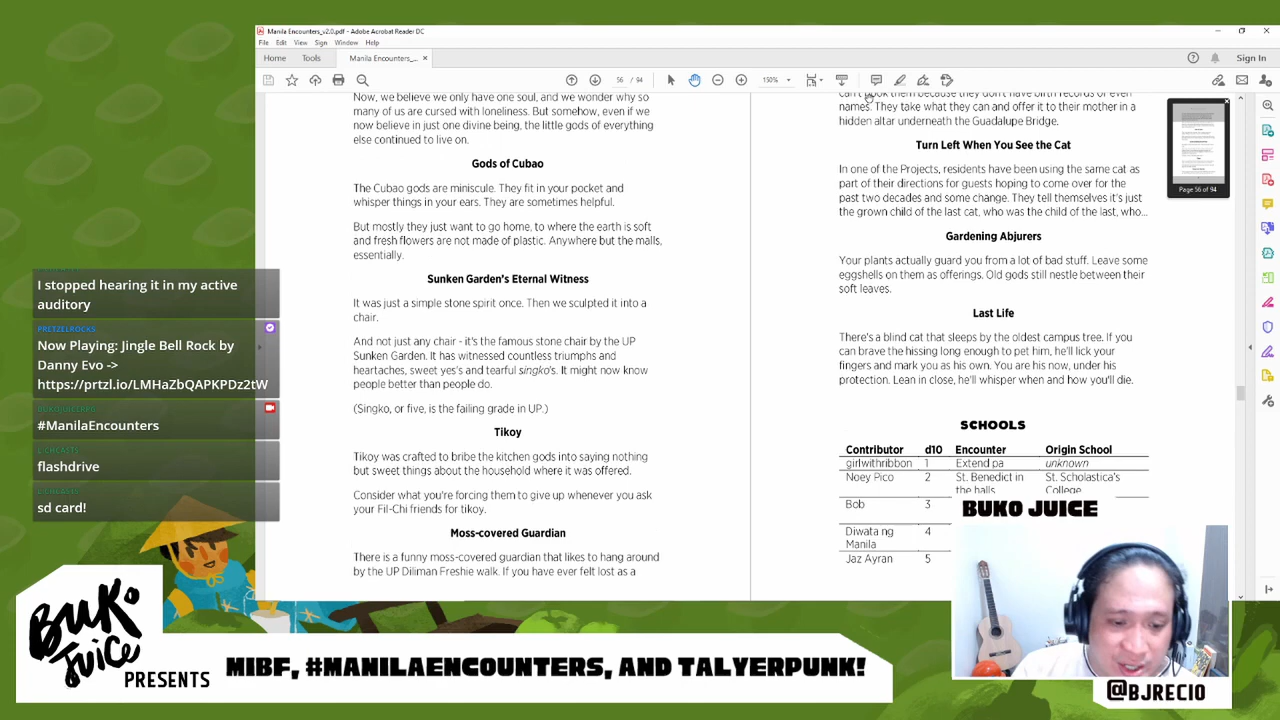 Manila Encounters_v2.0.pdf - Adobe Acrobat Reader DC
File Edit View Sign Window Help
Home Tools Manila Encounters_... × Sign In
56 / 94 150%
Now, we believe we only have one soul, and we wonder why so
many of us are cursed with loneliness. But somehow, even if we
now believe in just one divine being, the little gods of everything
else continued to live on.
Gods of Cubao
The Cubao gods are miniscule. They fit in your pocket and
whisper things in your ears. They are sometimes helpful.
But mostly they just want to go home, to where the earth is soft
and fresh flowers are not made of plastic. Anywhere but the malls,
essentially.
Sunken Garden's Eternal Witness
It was just a simple stone spirit once. Then we sculpted it into a
chair.
And not just any chair - it's the famous stone chair by the UP
Sunken Garden. It has witnessed countless triumphs and
heartaches, sweet yes's and tearful singko's. It might now know
people better than people do.
(Singko, or five, is the failing grade in UP.)
Tikoy
Tikoy was crafted to bribe the kitchen gods into saying nothing
but sweet things about the household where it was offered.
Consider what you're forcing them to give up whenever you ask
your Fil-Chi friends for tikoy.
Moss-covered Guardian
There is a funny moss-covered guardian that likes to hang around
by the UP Diliman Freshie walk. If you have ever felt lost as a
because they don't have birth records or even
names. They take what they can and offer it to their mother in a
hidden altar underneath the Guadalupe Bridge.
Turn Left When You See the Cat
In one of the Projects, residents have been using the same cat as
part of their directions for guests hoping to come over for the
past two decades and some change. They tell themselves it's just
the grown child of the last cat, who was the child of the last, who...
Gardening Abjurers
Your plants actually guard you from a lot of bad stuff. Leave some
eggshells on them as offerings. Old gods still nestle between their
soft leaves.
Last Life
There's a blind cat that sleeps by the oldest campus tree. If you
can brave the hissing long enough to pet him, he'll lick your
fingers and mark you as his own. You are his now, under his
protection. Lean in close, he'll whisper when and how you'll die.
SCHOOLS
Contributor d10 Encounter Origin School
girlwithribbon 1 Extend pa unknown
Noey Pico 2 St. Benedict in St. Scholastica's
the halls College
Bob 3
Diwata ng 4
Manila
Jaz Ayran 5
Page 56 of 94
I stopped hearing it in my active
auditory
PRETZELROCKS
Now Playing: Jingle Bell Rock by
Danny Evo ->
https://prtzl.io/LMHaZbQAPKPDz2tW
#ManilaEncounters
flashdrive
sd card!
BUKO JUICE
BUKO
JUICE
PRESENTS
MIBF, #MANILAENCOUNTERS, AND TALYERPUNK!
@BJRECIO